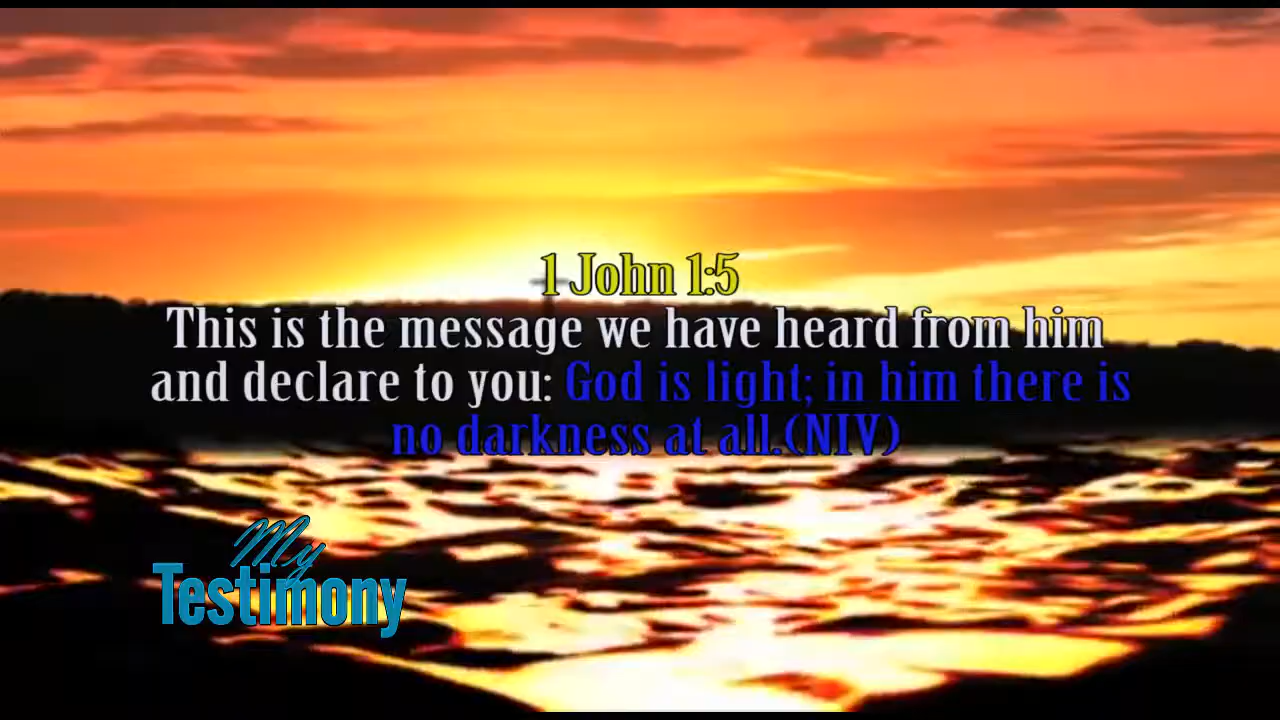 1 John 1:5
This is the message we have heard from him
and declare to you: God is light; in him there is
no darkness at all.(NIV)
My
Testimony